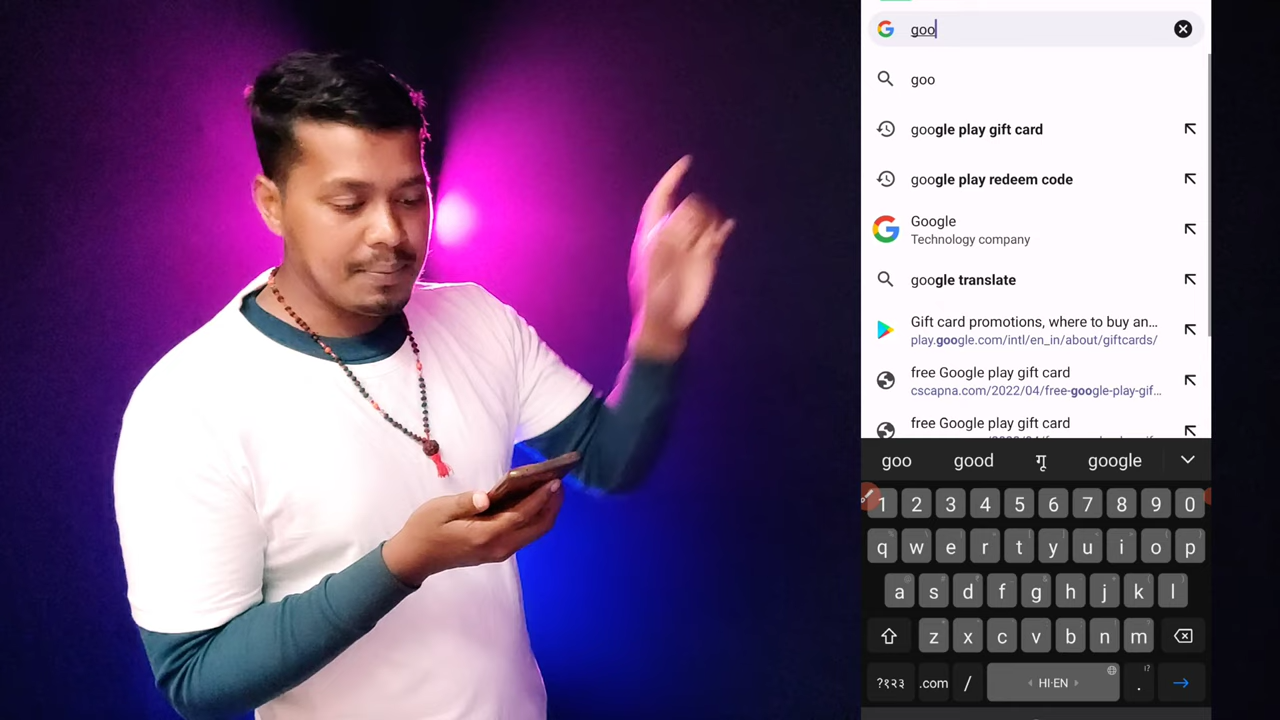 goo
goo
google play gift card
google play redeem code
Google
Technology company
google translate
Gift card promotions, where to buy an...
play.google.com/intl/en_in/about/giftcards/
free Google play gift card
cscapna.com/2022/04/free-google-play-gif...
free Google play gift card
goo good गू google
1 2 3 4 5 6 7 8 9 0
q w e r t y u i o p
a s d f g h j k l
z x c v b n m
?१२३ .com / HI·EN .